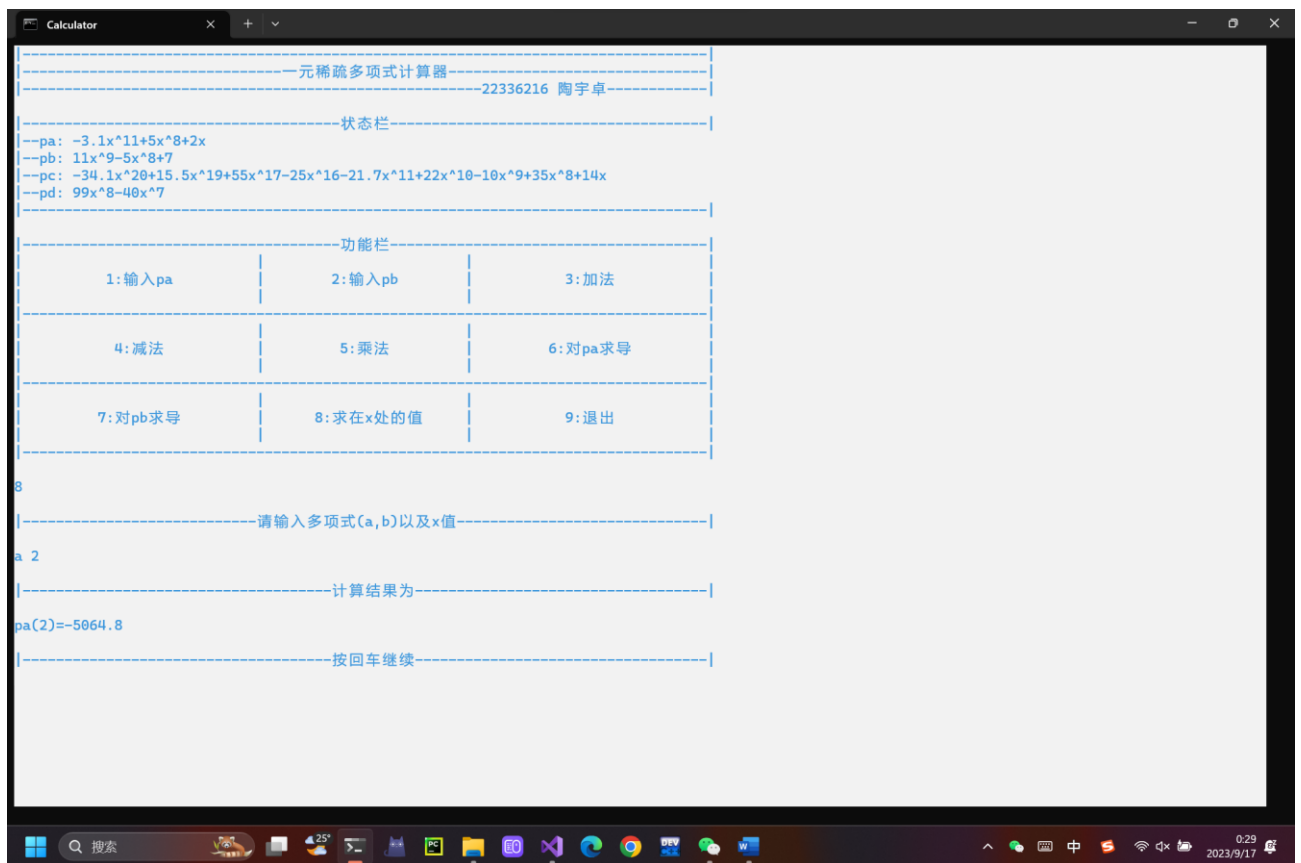 Calculator
|----------------------------------------------------------------------------------|
|-------------------------------一元稀疏多项式计算器-------------------------------|
|-------------------------------------------------------22336216 陶宇卓------------|
|--------------------------------------状态栏--------------------------------------|
|--pa: -3.1x^11+5x^8+2x
|--pb: 11x^9-5x^8+7
|--pc: -34.1x^20+15.5x^19+55x^17-25x^16-21.7x^11+22x^10-10x^9+35x^8+14x
|--pd: 99x^8-40x^7
|----------------------------------------------------------------------------------|
|--------------------------------------功能栏--------------------------------------|
1:输入pa | 2:输入pb | 3:加法
|----------------------------------------------------------------------------------|
4:减法 | 5:乘法 | 6:对pa求导
|----------------------------------------------------------------------------------|
7:对pb求导 | 8:求在x处的值 | 9:退出
|----------------------------------------------------------------------------------|
8
|----------------------------请输入多项式(a,b)以及x值------------------------------|
a 2
|-------------------------------------计算结果为-----------------------------------|
pa(2)=-5064.8
|-------------------------------------按回车继续-----------------------------------|
搜索
25°
PC
DEV
W
中
0:29
2023/9/17